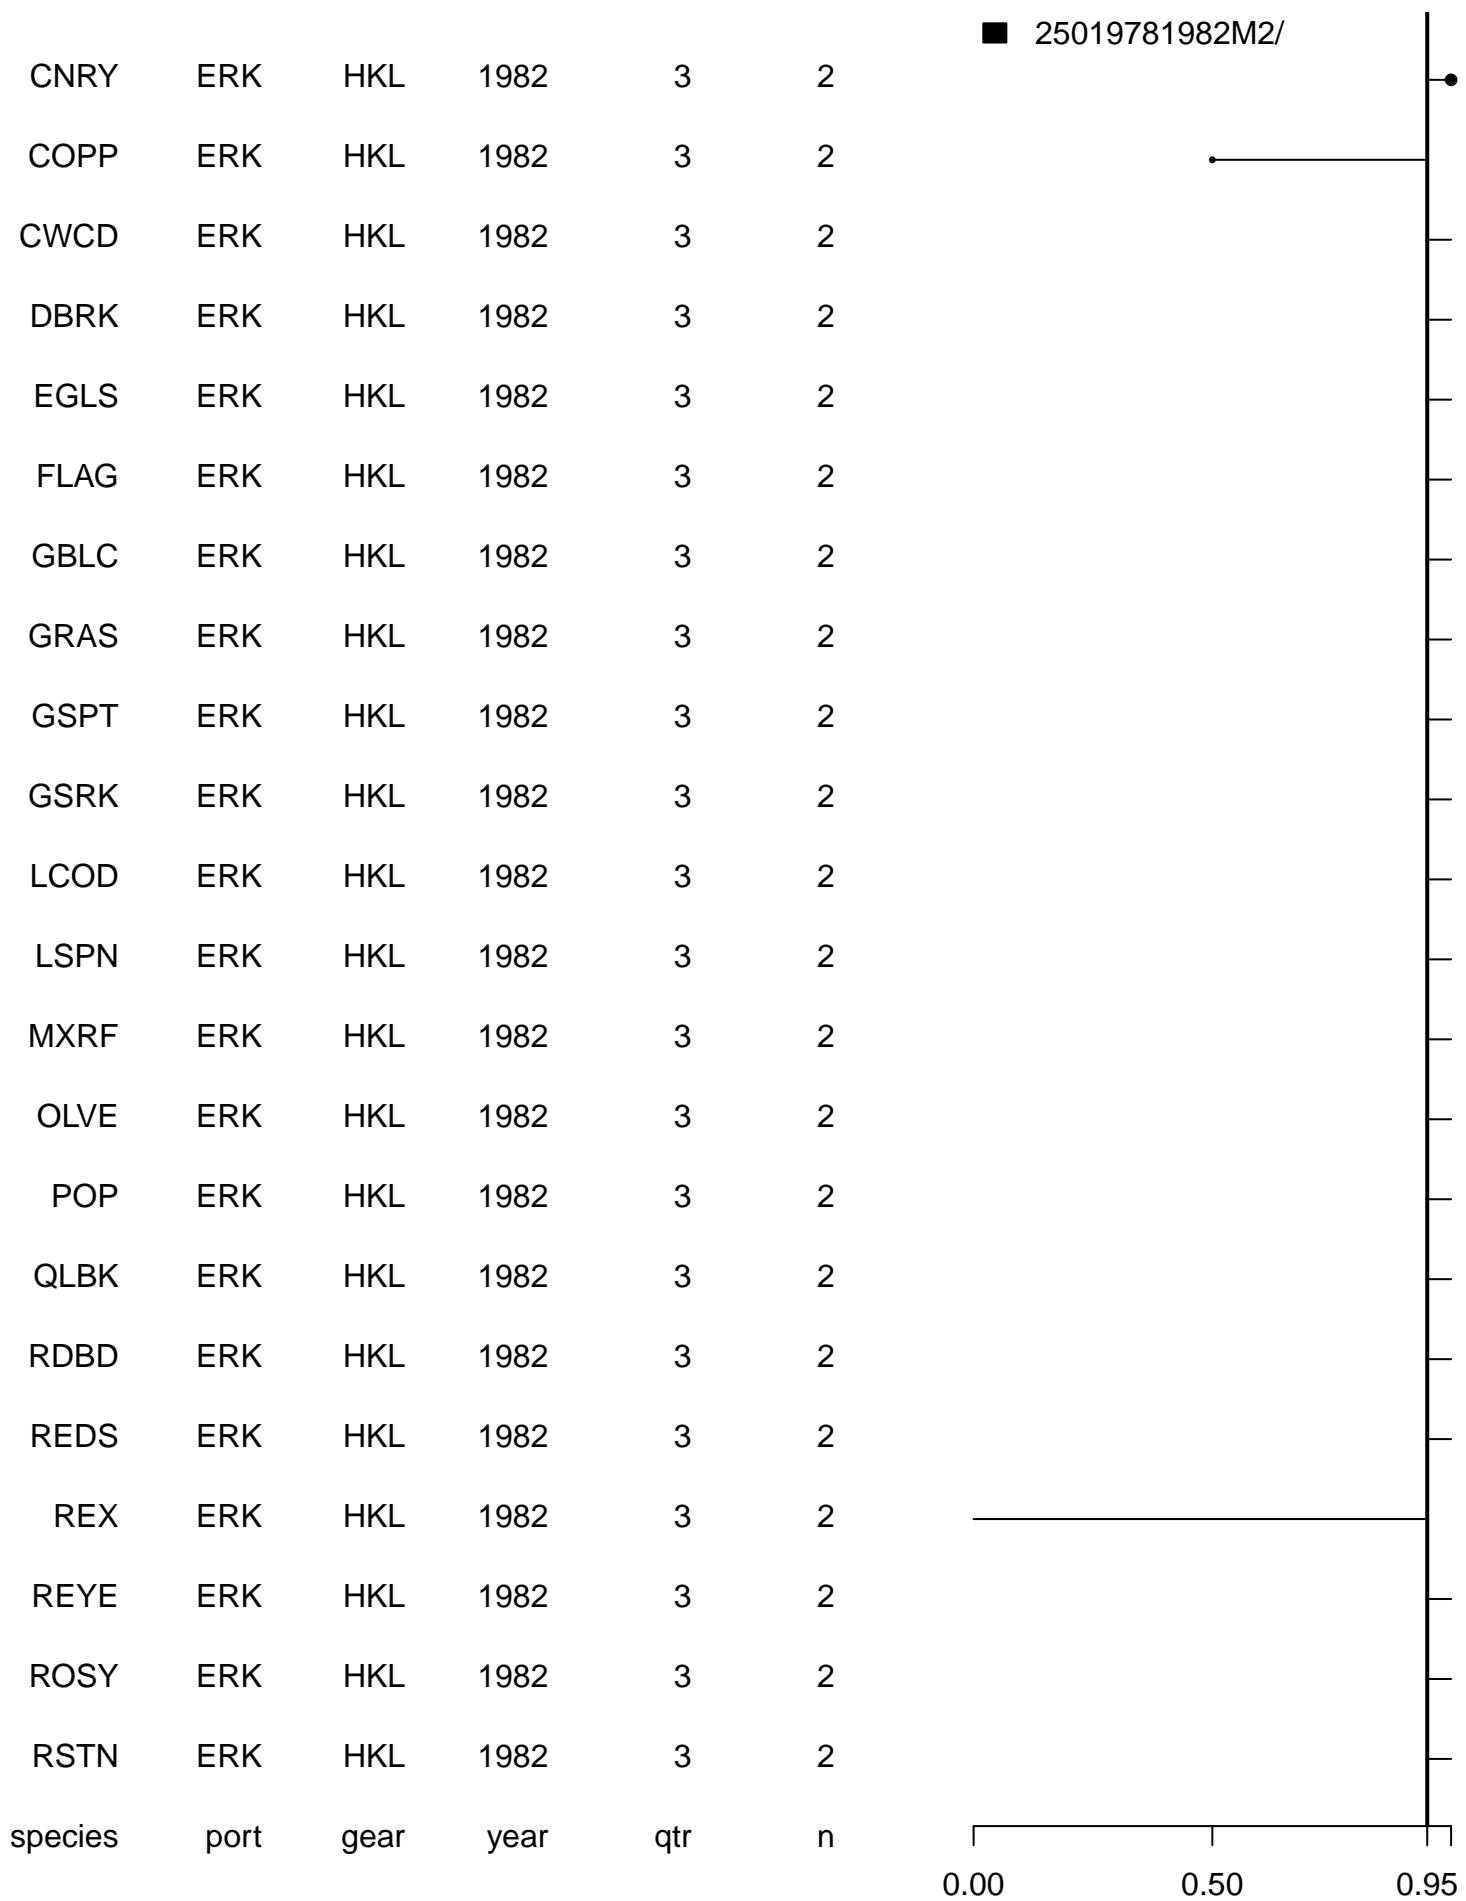 25019781982M2/
CNRY ERK HKL 1982 3 2
COPP ERK HKL 1982 3 2
CWCD ERK HKL 1982 3 2
DBRK ERK HKL 1982 3 2
EGLS ERK HKL 1982 3 2
FLAG ERK HKL 1982 3 2
GBLC ERK HKL 1982 3 2
GRAS ERK HKL 1982 3 2
GSPT ERK HKL 1982 3 2
GSRK ERK HKL 1982 3 2
LCOD ERK HKL 1982 3 2
LSPN ERK HKL 1982 3 2
MXRF ERK HKL 1982 3 2
OLVE ERK HKL 1982 3 2
POP ERK HKL 1982 3 2
QLBK ERK HKL 1982 3 2
RDBD ERK HKL 1982 3 2
REDS ERK HKL 1982 3 2
REX ERK HKL 1982 3 2
REYE ERK HKL 1982 3 2
ROSY ERK HKL 1982 3 2
RSTN ERK HKL 1982 3 2
species port gear year qtr n
0.00 0.50 0.95